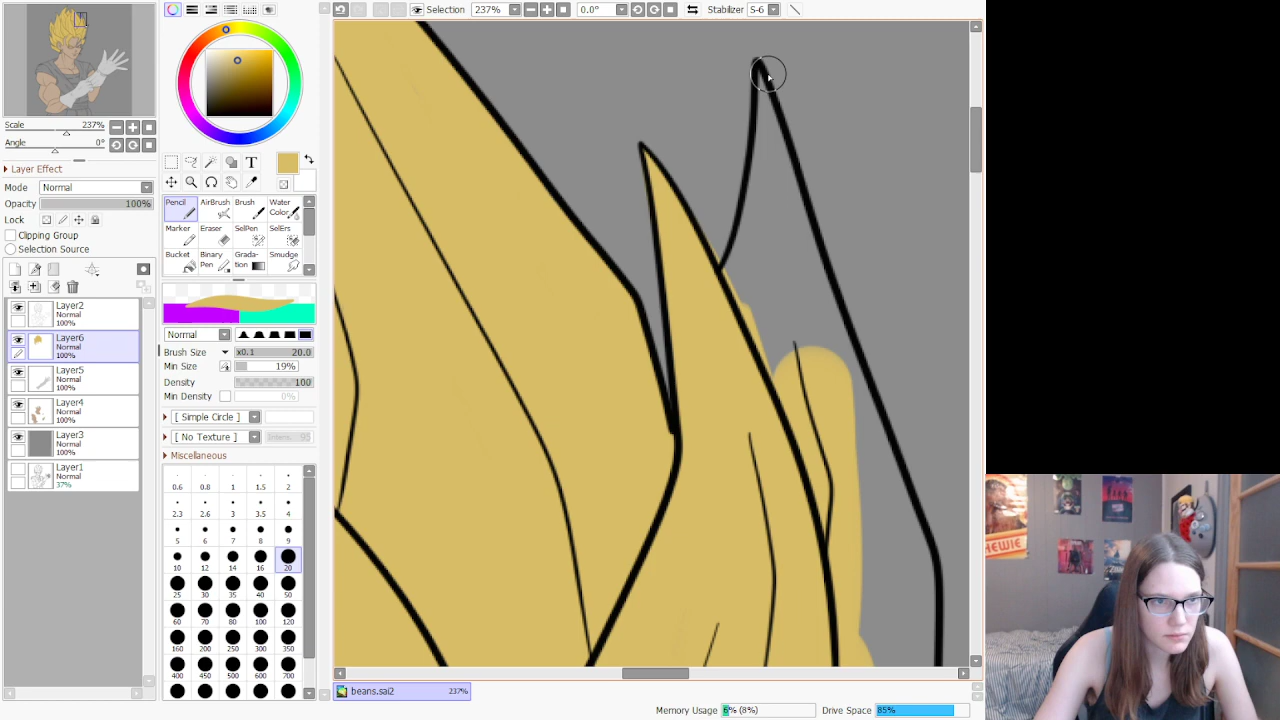 Selection 237% 0.0° Stabilizer S-6
Scale 237%
Angle 0°
Layer Effect
Mode Normal
Opacity 100%
Lock
Clipping Group
Selection Source
Layer2
Normal
100%
Layer6
Normal
100%
Layer5
Normal
100%
Layer4
Normal
100%
Layer3
Normal
100%
Layer1
Normal
37%
T
Pencil AirBrush Brush Water Color
Marker Eraser SelPen SelErs
Bucket Binary Pen Gradation Smudge
Normal
Brush Size x0.1 20.0
Min Size 19%
Density 100
Min Density 0%
[ Simple Circle ]
[ No Texture ] Intens. 95
Miscellaneous
0.6 0.8 1 1.5 2
2.3 2.6 3 3.5 4
5 6 7 8 9
10 12 14 16 20
25 30 35 40 50
60 70 80 100 120
160 200 250 300 350
400 450 500 600 700
beans.sai2 237%
Memory Usage 6% (8%) Drive Space 85%
HEWIE